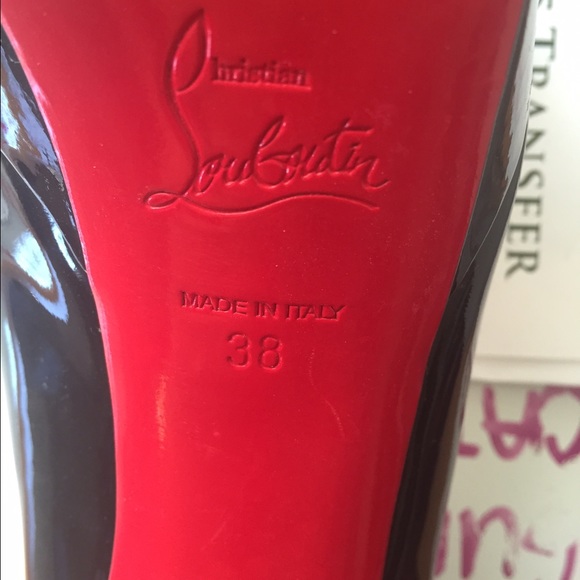 Christian
Louboutin
MADE IN ITALY
38
TRANSFER